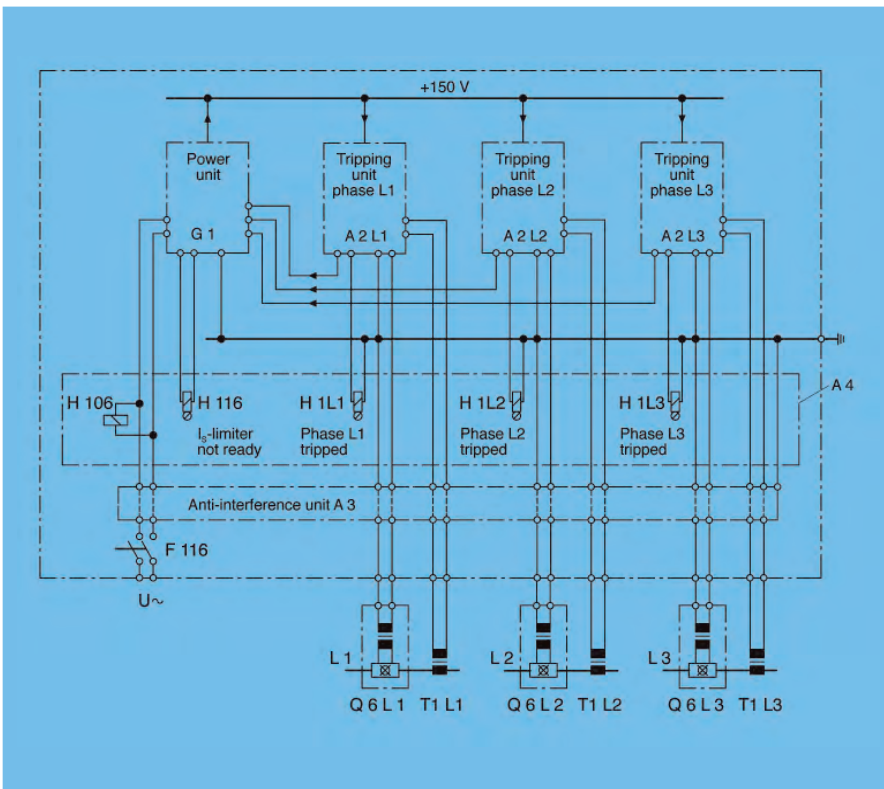 +150 V
Power
unit
G 1
Tripping
unit
phase L1
A 2 L1
Tripping
unit
phase L2
A 2 L2
Tripping
unit
phase L3
A 2 L3
A 4
H 106
H 116
Is-limiter
not ready
H 1L1
Phase L1
tripped
H 1L2
Phase L2
tripped
H 1L3
Phase L3
tripped
Anti-interference unit A 3
F 116
U~
L 1
L 2
L 3
Q 6 L 1
T1 L1
Q 6 L 2
T1 L2
Q 6 L 3
T1 L3